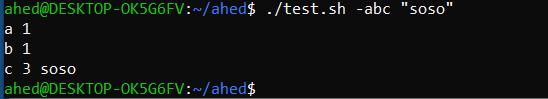 ahed@DESKTOP-OK5G6FV:~/ahed$ ./test.sh -abc "soso"
a 1
b 1
c 3 soso
ahed@DESKTOP-OK5G6FV:~/ahed$